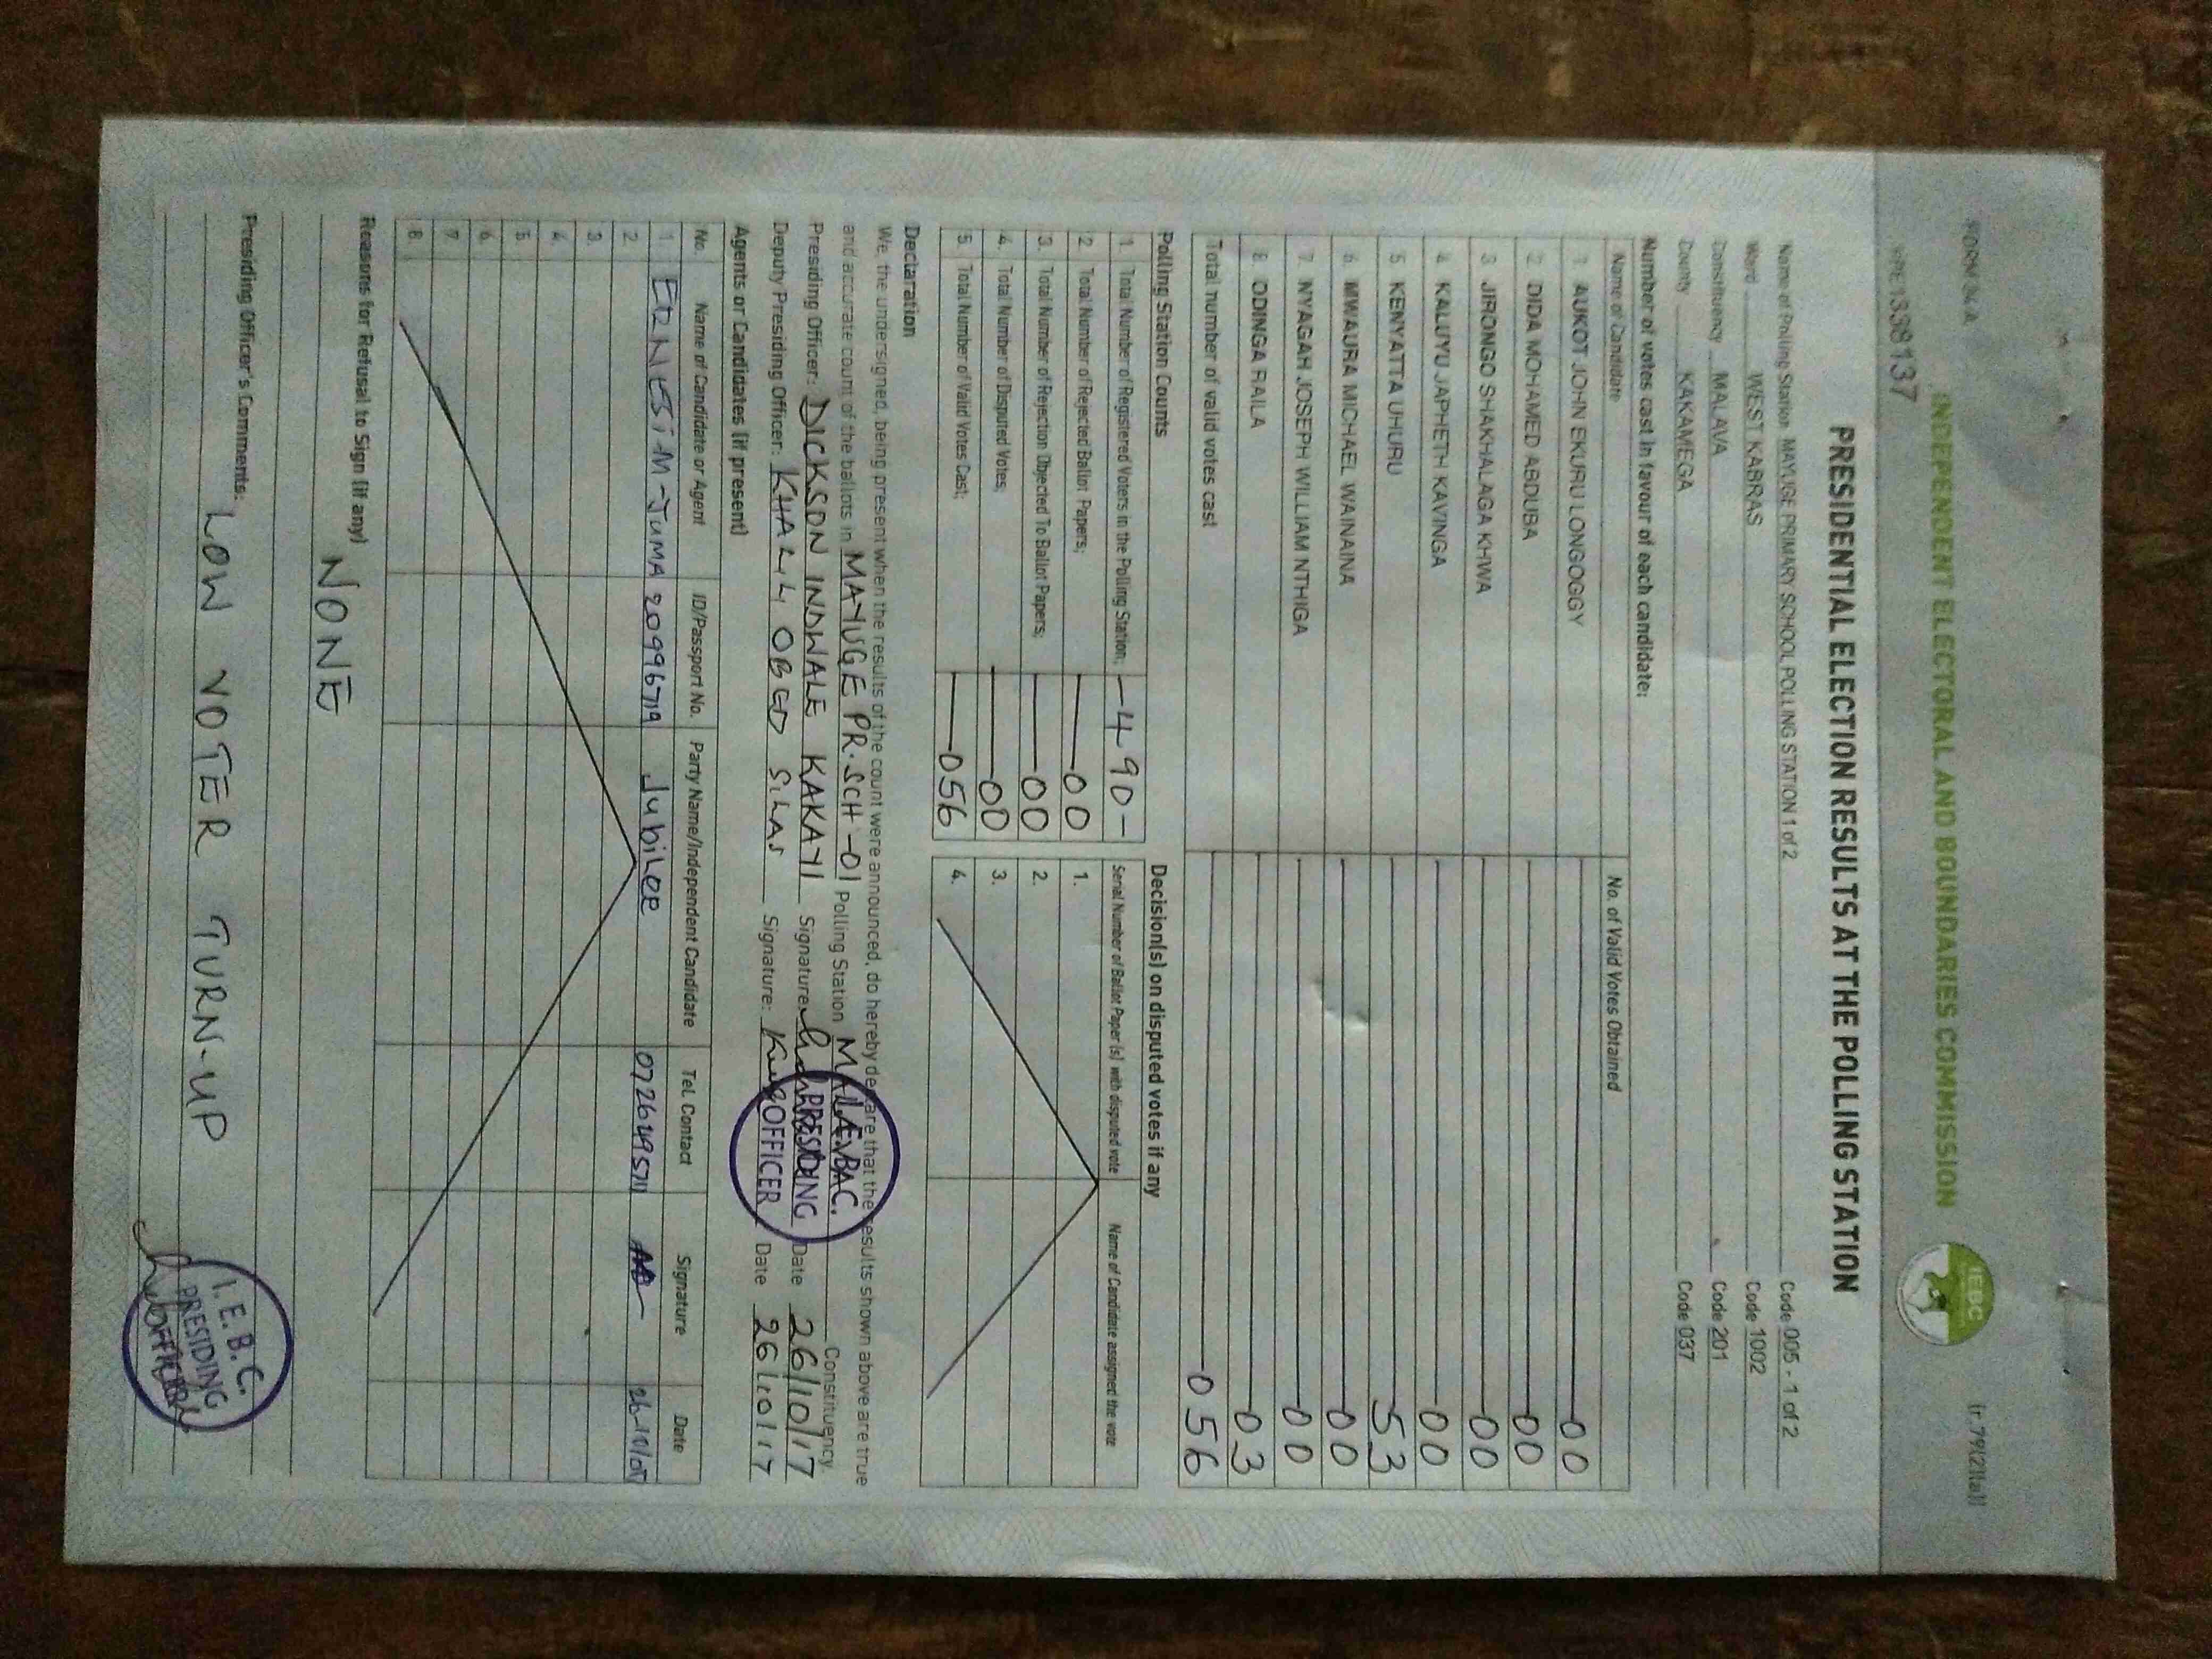 FORM 34 A
(r.79(2)(a))
INDEPENDENT ELECTORAL AND BOUNDARIES COMMISSION
IEBC
1338137
PRESIDENTIAL ELECTION RESULTS AT THE POLLING STATION
Name of Polling Station MAYUGE PRIMARY SCHOOL POLLING STATION 1 of 2 Code 005 - 1 of 2
Ward WEST KABRAS Code 1002
Constituency MALAVA Code 201
County KAKAMEGA Code 037
Number of votes cast in favour of each candidate:
Name of Candidate No. of Valid Votes Obtained
1 AUKOT JOHN EKURU LONGOGGY 00
2 DIDA MOHAMED ABDUBA 00
3 JIRONGO SHAKHALAGA KHWA 00
4 KALUYU JAPHETH KAVINGA 00
5 KENYATTA UHURU 53
6 MWAURA MICHAEL WAINAINA 00
7 NYAGAH JOSEPH WILLIAM NTHIGA 00
8 ODINGA RAILA 03
Total number of valid votes cast 056
Polling Station Counts
1. Total Number of Registered Voters in the Polling Station; - 490 -
2 Total Number of Rejected Ballot Papers; 00
3. Total Number of Rejection Objected To Ballot Papers; 00
4. Total Number of Disputed Votes; 00
5. Total Number of Valid Votes Cast; 056
Decision(s) on disputed votes if any
Serial Number of Ballot Paper (s) with disputed vote Name of Candidate assigned the vote
1.
2.
3.
4.
Declaration
We, the undersigned, being present when the results of the count were announced, do hereby declare that the results shown above are true
and accurate count of the ballots in MAYUGE PR. SCH - 01 Polling Station Constituency
Presiding Officer: DICKSON INDWALE KAKAYI Signature Date 26/10/17
Deputy Presiding Officer: OBED SILAS Signature: Date 26/10/17
PRESIDING
OFFICER
Agents or Candidates (if present)
No. Name of Candidate or Agent ID/Passport No. Party Name/Independent Candidate Tel. Contact Signature Date
1 JUMA 20996719 Jubilee
2
3.
4.
5
6.
7.
8.
Reasons for Refusal to Sign (if any)
NONE
Presiding Officer's Comments:
LOW VOTER TURN-UP
I. E. B. C.
PRESIDING
OFFICER